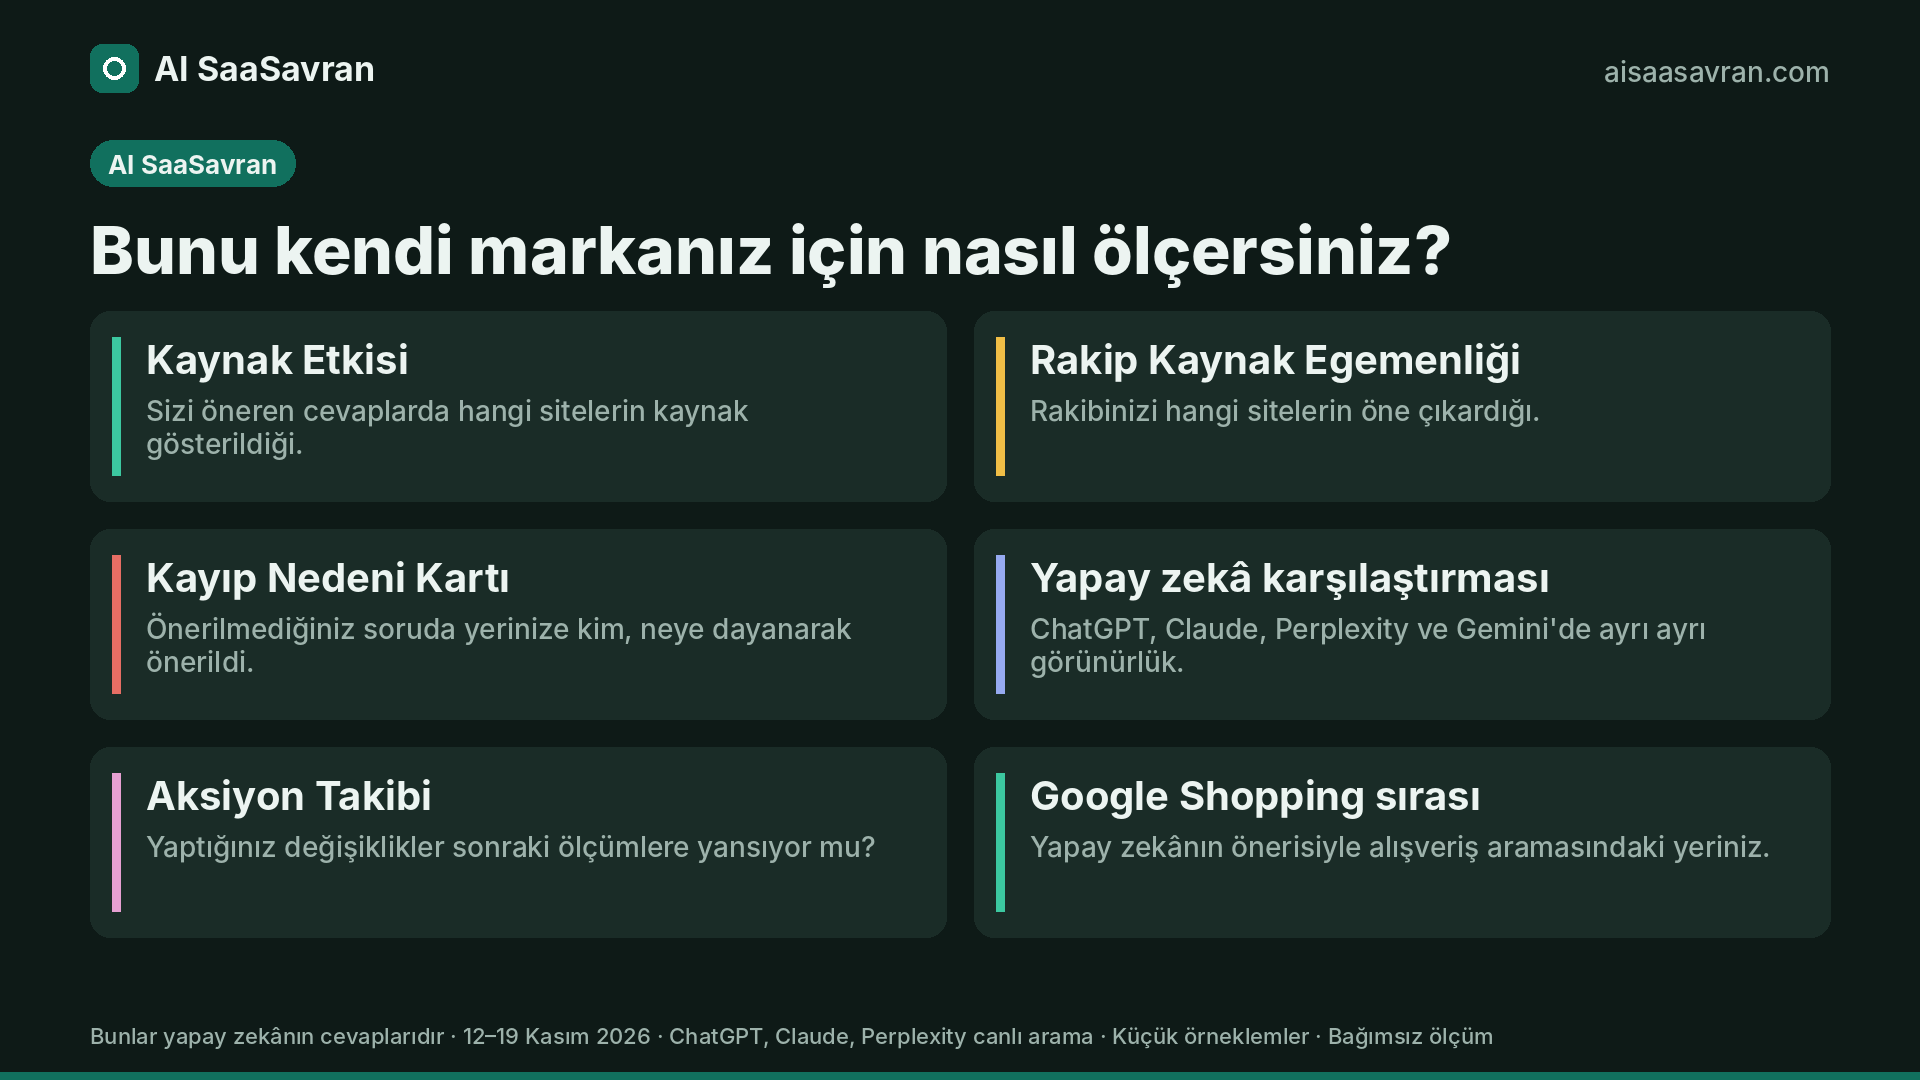 AI SaaSavran
aisaasavran.com
AI SaaSavran
Bunu kendi markanız için nasıl ölçersiniz?
Kaynak Etkisi
Sizi öneren cevaplarda hangi sitelerin kaynak
gösterildiği.
Rakip Kaynak Egemenliği
Rakibinizi hangi sitelerin öne çıkardığı.
Kayıp Nedeni Kartı
Önerilmediğiniz soruda yerinize kim, neye dayanarak
önerildi.
Yapay zekâ karşılaştırması
ChatGPT, Claude, Perplexity ve Gemini'de ayrı ayrı
görünürlük.
Aksiyon Takibi
Yaptığınız değişiklikler sonraki ölçümlere yansıyor mu?
Google Shopping sırası
Yapay zekânın önerisiyle alışveriş aramasındaki yeriniz.
Bunlar yapay zekânın cevaplarıdır · 12–19 Kasım 2026 · ChatGPT, Claude, Perplexity canlı arama · Küçük örneklemler · Bağımsız ölçüm